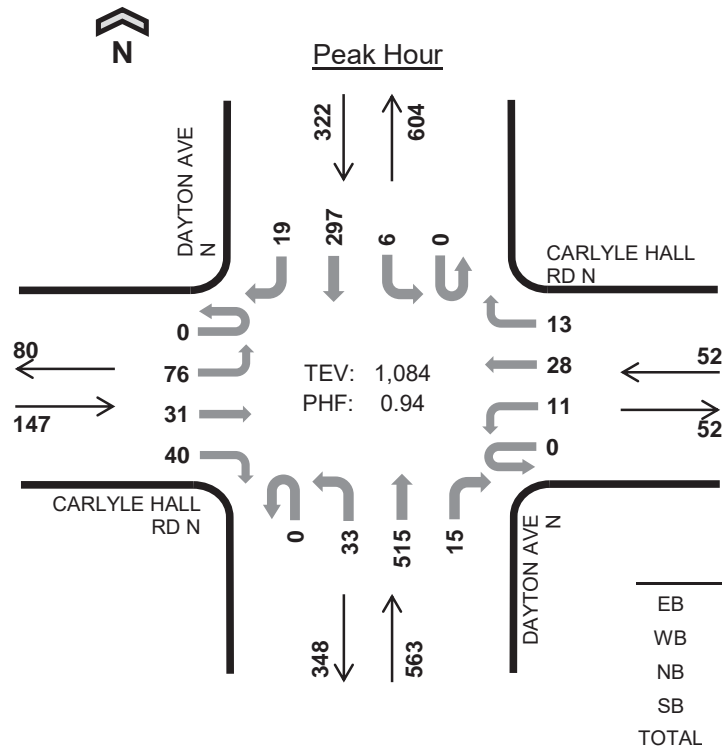 N
Peak Hour
322
604
DAYTON AVE
N
19
297
6
0
CARLYLE HALL
RD N
0
13
80
76
TEV: 1,084
28
52
147
31
PHF: 0.94
11
52
40
0
CARLYLE HALL
RD N
0
33
515
15
DAYTON AVE
N
348
563
EB
WB
NB
SB
TOTAL